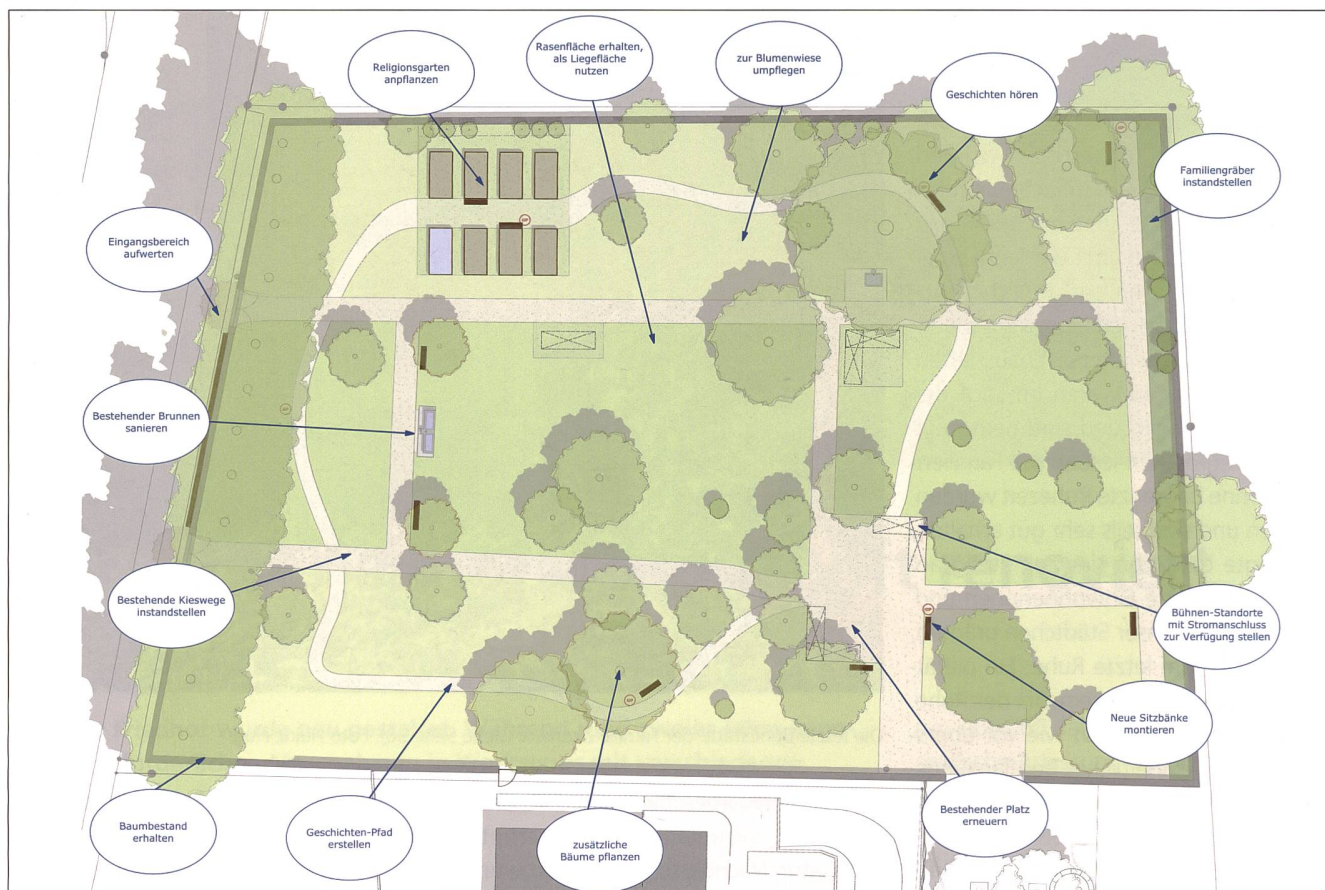 Religionsgarten
anpflanzen
Rasenfläche erhalten,
als Liegefläche
nutzen
zur Blumenwiese
umpflegen
Geschichten hören
Familiengräber
instandstellen
Eingangsbereich
aufwerten
Bestehender Brunnen
sanieren
Bestehende Kieswege
instandstellen
Bühnen-Standorte
mit Stromanschluss
zur Verfügung stellen
Neue Sitzbänke
montieren
Bestehender Platz
erneuern
Baumbestand
erhalten
Geschichten-Pfad
erstellen
zusätzliche
Bäume pflanzen